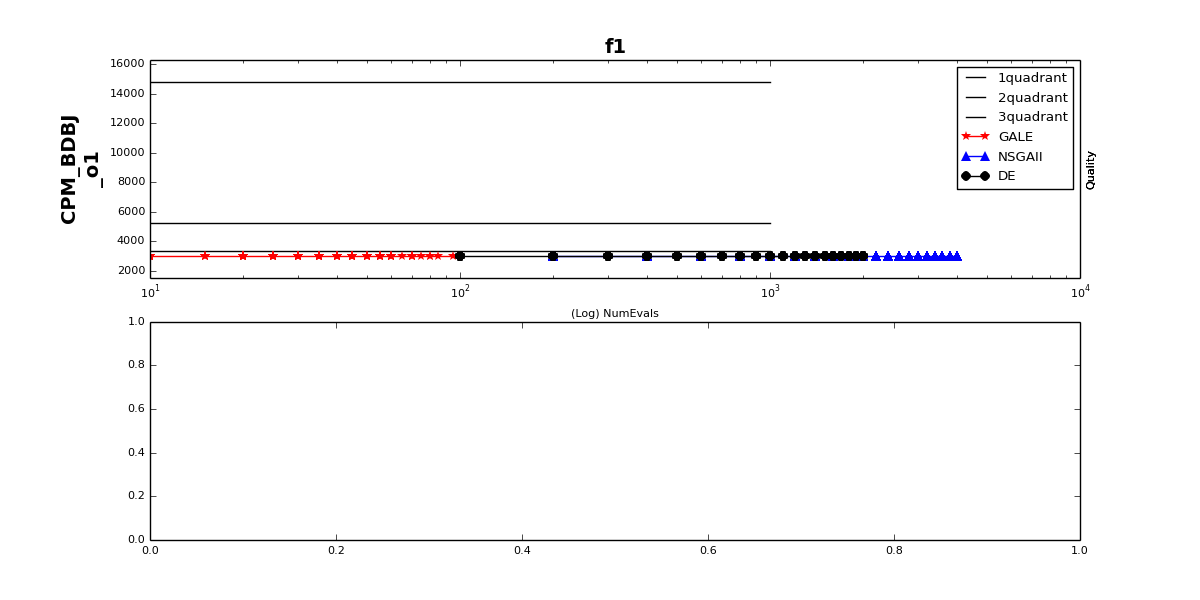 f1
CPM_BDBJ
_o1
16000
14000
12000
10000
8000
6000
4000
2000
1quadrant
2quadrant
3quadrant
GALE
NSGAII
DE
Quality
10^1
10^2
10^3
10^4
(Log) NumEvals
1.0
0.8
0.6
0.4
0.2
0.0
0.0
0.2
0.4
0.6
0.8
1.0